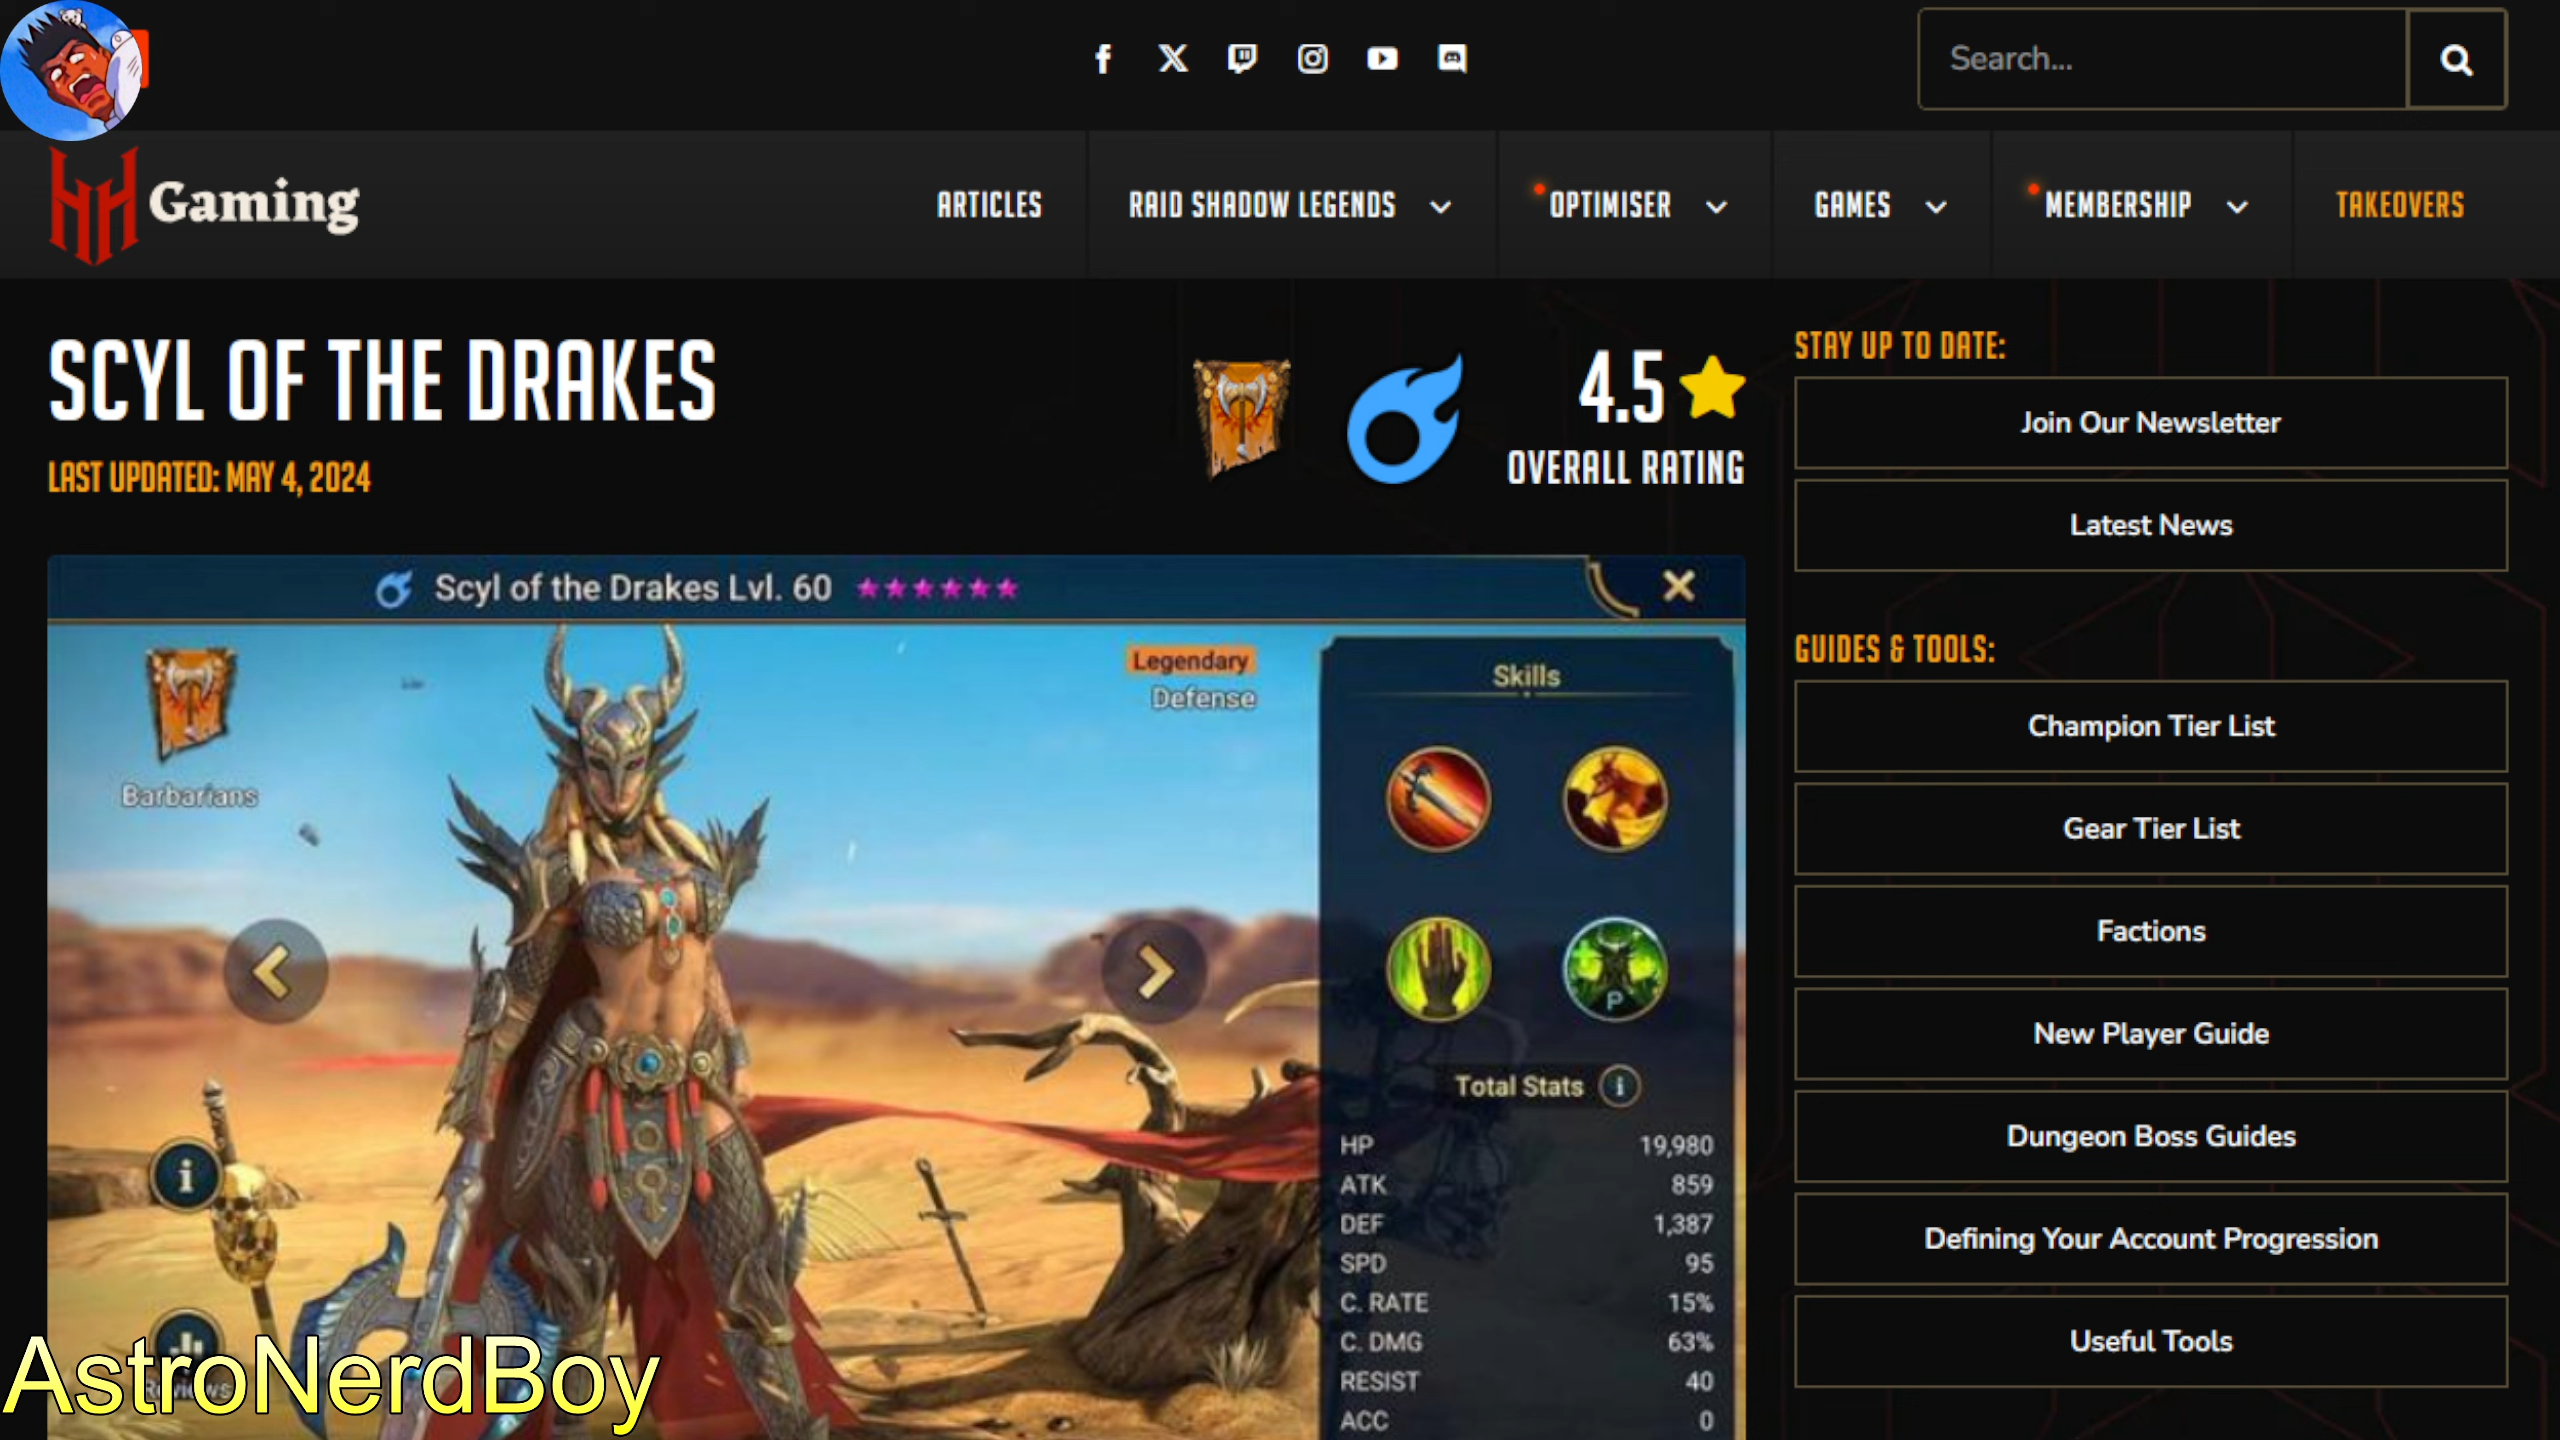 Search...
Gaming
ARTICLES
RAID SHADOW LEGENDS
OPTIMISER
GAMES
MEMBERSHIP
TAKEOVERS
SCYL OF THE DRAKES
LAST UPDATED: MAY 4, 2024
4.5
OVERALL RATING
STAY UP TO DATE:
Join Our Newsletter
Latest News
Scyl of the Drakes Lvl. 60
Barbarians
Legendary
Defense
Skills
P
Total Stats i
HP 19,980
ATK 859
DEF 1,387
SPD 95
C. RATE 15%
C. DMG 63%
RESIST 40
ACC 0
i
Reviews
GUIDES & TOOLS:
Champion Tier List
Gear Tier List
Factions
New Player Guide
Dungeon Boss Guides
Defining Your Account Progression
Useful Tools
AstroNerdBoy